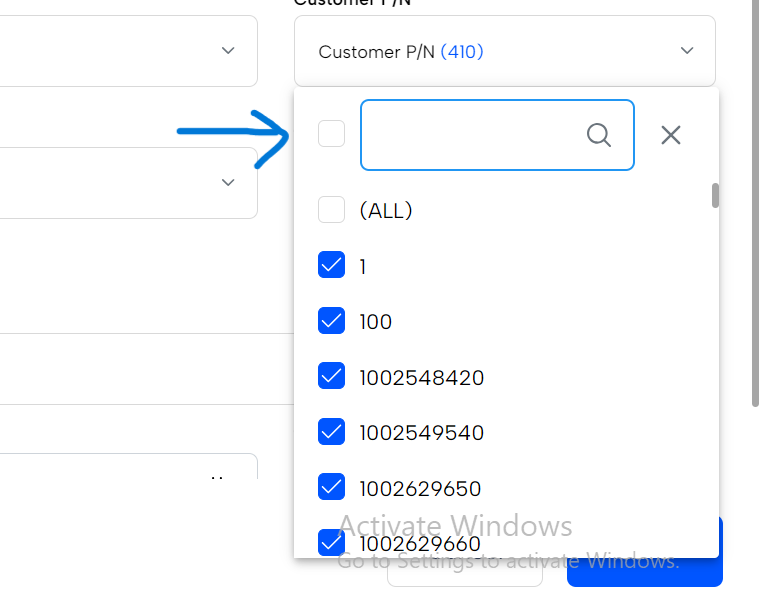 Customer P/N
Customer P/N (410)
(ALL)
1
100
1002548420
1002549540
1002629650
1002629660
Activate Windows
Go to Settings to activate Windows.